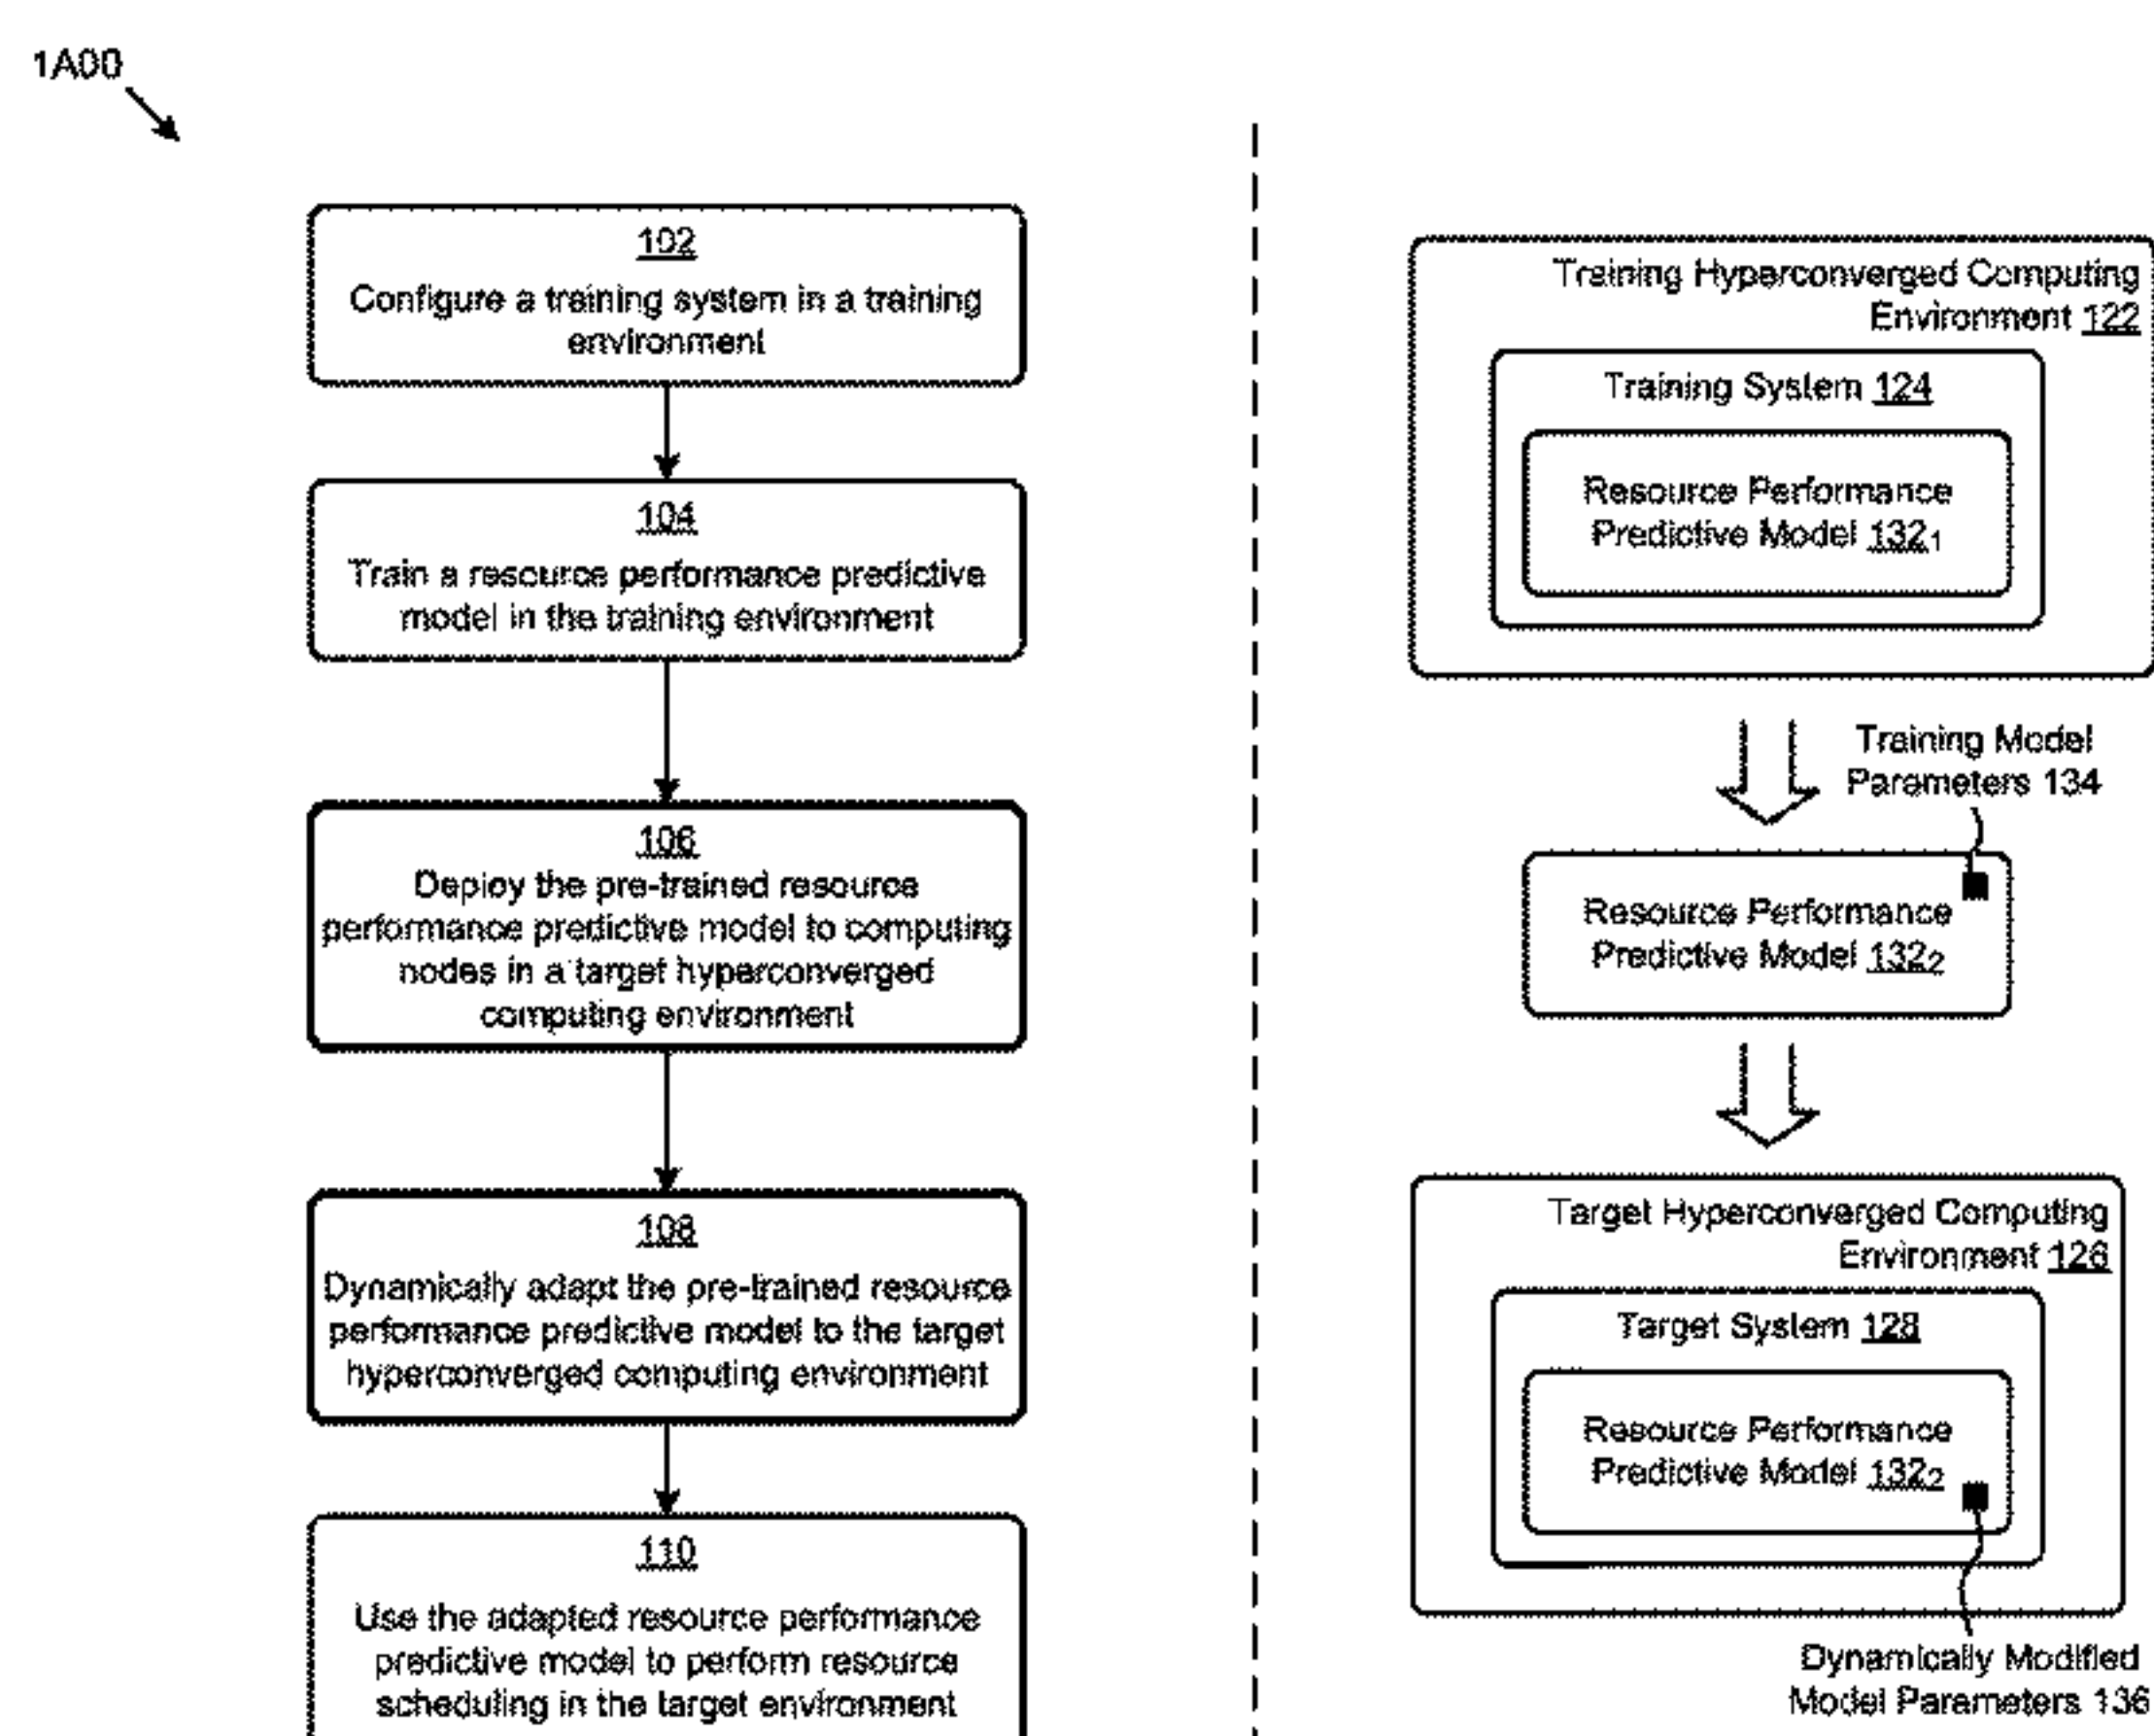 1A00
102
Configure a training system in a training
environment
104
Train a resource performance predictive
model in the training environment
106
Deploy the pre-trained resource
performance predictive model to computing
nodes in a target hyperconverged
computing environment
108
Dynamically adapt the pre-trained resource
performance predictive model to the target
hyperconverged computing environment
110
Use the adapted resource performance
predictive model to perform resource
scheduling in the target environment
Training Hyperconverged Computing
Environment 122
Training System 124
Resource Performance
Predictive Model 132₁
Training Model
Parameters 134
Resource Performance
Predictive Model 132₂
Target Hyperconverged Computing
Environment 126
Target System 128
Resource Performance
Predictive Model 132₂
Dynamically Modified
Model Parameters 136